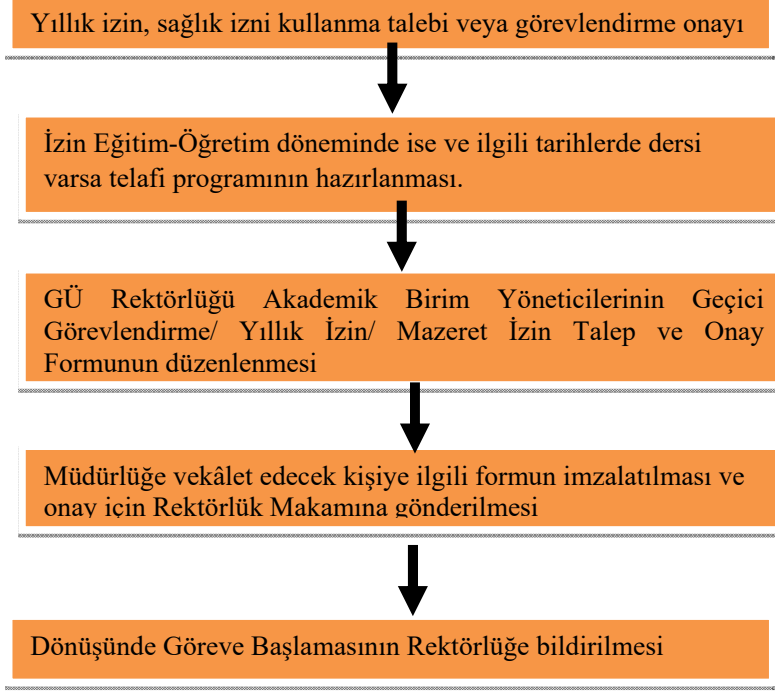 Yıllık izin, sağlık izni kullanma talebi veya görevlendirme onayı
İzin Eğitim-Öğretim döneminde ise ve ilgili tarihlerde dersi
varsa telafi programının hazırlanması.
GÜ Rektörlüğü Akademik Birim Yöneticilerinin Geçici
Görevlendirme/ Yıllık İzin/ Mazeret İzin Talep ve Onay
Formunun düzenlenmesi
Müdürlüğe vekâlet edecek kişiye ilgili formun imzalatılması ve
onay için Rektörlük Makamına gönderilmesi
Dönüşünde Göreve Başlamasının Rektörlüğe bildirilmesi